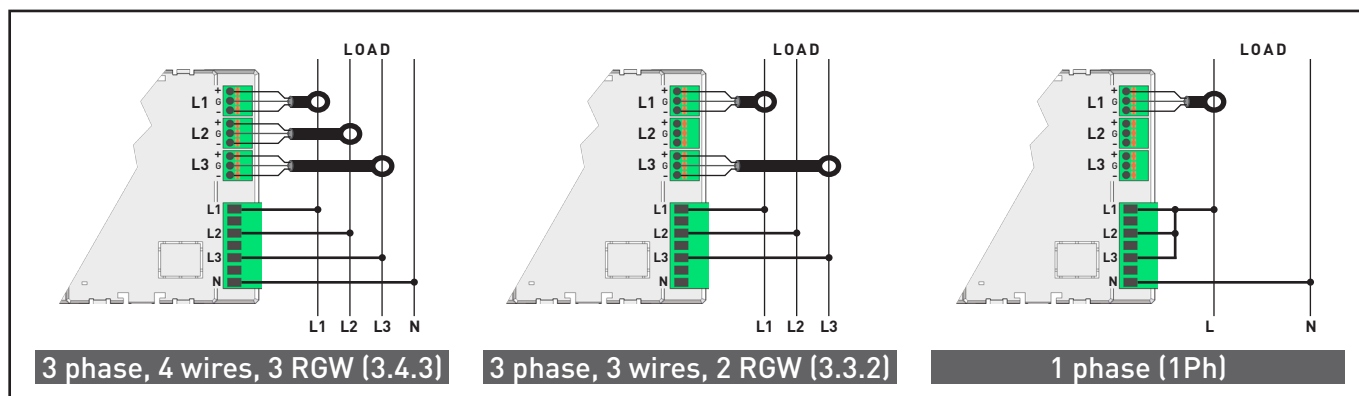 LOAD
+
L1 G
-
+
L2 G
-
+
L3 G
-
L1
L2
L3
N
L1 L2 L3 N
3 phase, 4 wires, 3 RGW (3.4.3)
LOAD
+
L1 G
-
+
L2 G
-
+
L3 G
-
L1
L2
L3
N
L1 L2 L3
3 phase, 3 wires, 2 RGW (3.3.2)
LOAD
+
L1 G
-
+
L2 G
-
+
L3 G
-
L1
L2
L3
N
L N
1 phase (1Ph)